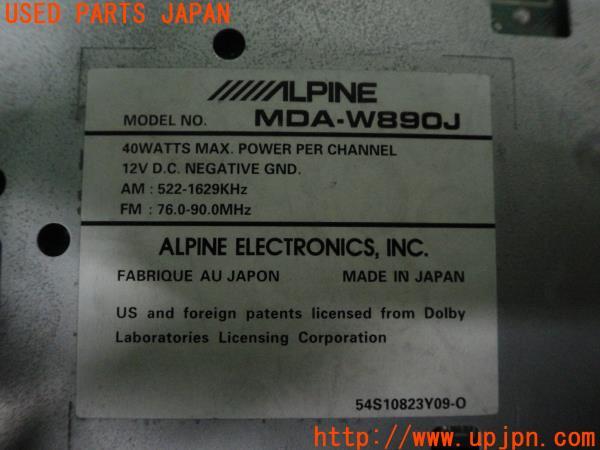 USED PARTS JAPAN
ALPINE
MODEL NO. MDA-W890J
40WATTS MAX. POWER PER CHANNEL
12V D.C. NEGATIVE GND.
AM : 522-1629KHz
FM : 76.0-90.0MHz
ALPINE ELECTRONICS, INC.
FABRIQUE AU JAPON MADE IN JAPAN
US and foreign patents licensed from Dolby
Laboratories Licensing Corporation
54S10823Y09-O
http://www.upjpn.com/